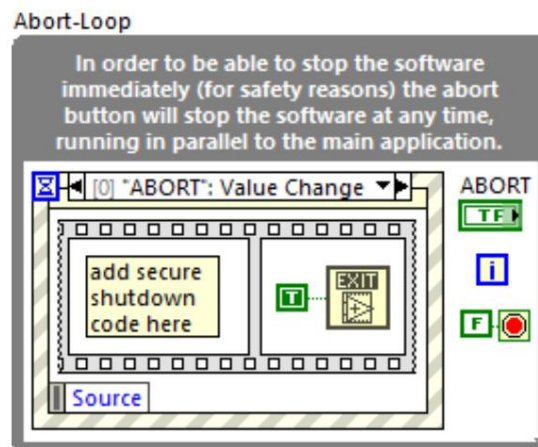 Abort-Loop
In order to be able to stop the software
immediately (for safety reasons) the abort
button will stop the software at any time,
running in parallel to the main application.
[0] "ABORT": Value Change
ABORT
TF
add secure
shutdown
code here
T
EXIT
i
F
Source